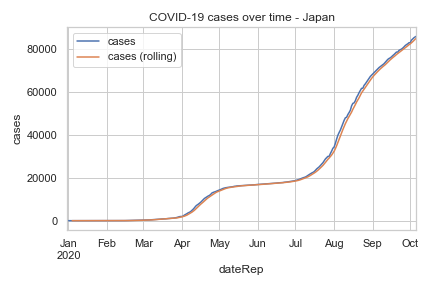 COVID-19 cases over time - Japan
cases
cases (rolling)
80000
60000
40000
20000
0
cases
Jan Feb Mar Apr May Jun Jul Aug Sep Oct
2020
dateRep